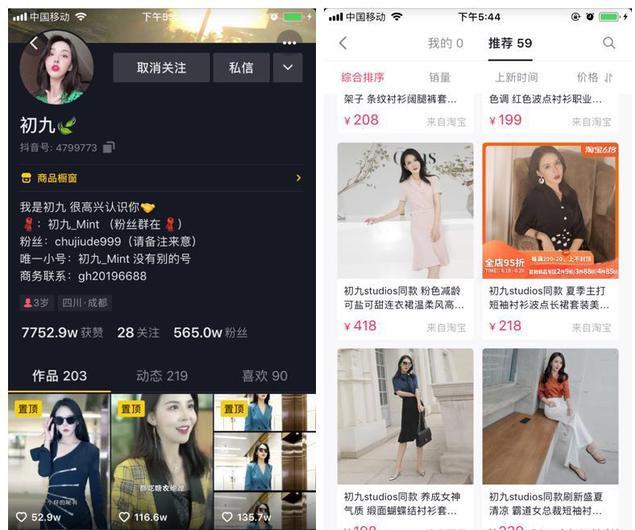 中国移动
下午5
取消关注
私信
初九
抖音号: 4799773
商品橱窗
我是初九 很高兴认识你
：初九_Mint （粉丝群在 ）
粉丝：chujiude999（请备注来意）
唯一小号：初九_Mint 没有别的号
商务联系：gh20196688
3岁
四川·成都
7752.9w获赞 28 关注 565.0w粉丝
作品 203
动态 219
喜欢 90
置顶
置顶
置顶
52.9w
116.6w
135.7w
中国移动
下午5:44
我的 0
推荐 59
综合排序
销量
上新时间
价格
架子 条纹衬衫阔腿裤套...
¥ 208
来自淘宝
色调 红色波点衬衫职业...
¥ 199
来自淘宝
初九studios同款 粉色减龄
可盐可甜连衣裙温柔风高...
¥ 418
来自淘宝
淘宝6.18
全店95折
初九studios同款 夏季主打
短袖衬衫波点长裙套装美...
¥ 218
来自淘宝
初九studios同款 养成女神
气质 缎面蝴蝶结衬衫套...
初九studios同款刷新盛夏
清凉 霸道女总裁短袖衬...